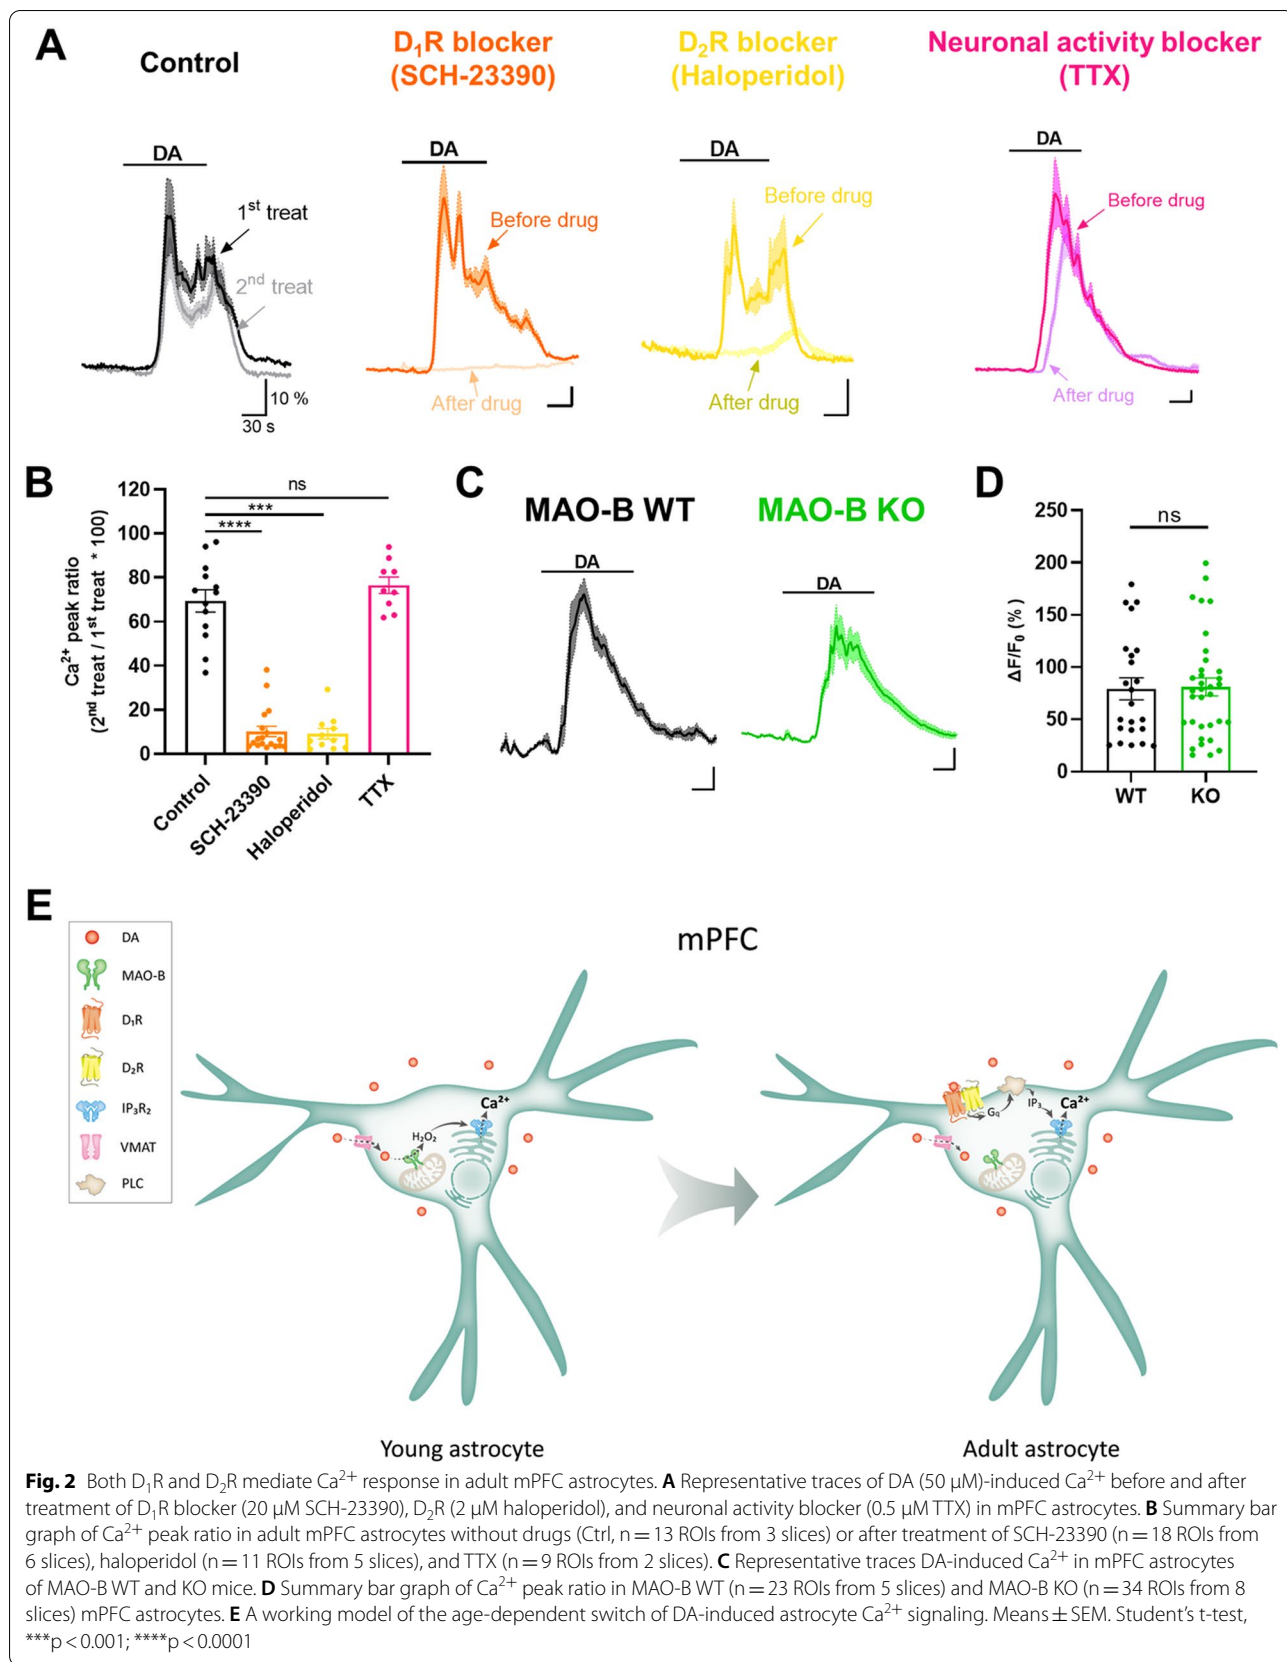 A
Control
D₁R blocker
(SCH-23390)
D₂R blocker
(Haloperidol)
Neuronal activity blocker
(TTX)
DA
1st treat
2nd treat
10 %
30 s
DA
Before drug
After drug
DA
Before drug
After drug
DA
Before drug
After drug
B
Ca²⁺ peak ratio
(2nd treat / 1st treat * 100)
120
100
80
60
40
20
0
ns
***
****
Control
SCH-23390
Haloperidol
TTX
C
MAO-B WT
MAO-B KO
DA
DA
D
ΔF/F₀ (%)
250
200
150
100
50
0
ns
WT
KO
E
DA
MAO-B
D₁R
D₂R
IP₃R₂
VMAT
PLC
mPFC
Ca²⁺
H₂O₂
Gq
IP₃
Ca²⁺
Young astrocyte
Adult astrocyte
Fig. 2 Both D₁R and D₂R mediate Ca²⁺ response in adult mPFC astrocytes. A Representative traces of DA (50 μM)-induced Ca²⁺ before and after
treatment of D₁R blocker (20 μM SCH-23390), D₂R (2 μM haloperidol), and neuronal activity blocker (0.5 μM TTX) in mPFC astrocytes. B Summary bar
graph of Ca²⁺ peak ratio in adult mPFC astrocytes without drugs (Ctrl, n = 13 ROIs from 3 slices) or after treatment of SCH-23390 (n = 18 ROIs from
6 slices), haloperidol (n = 11 ROIs from 5 slices), and TTX (n = 9 ROIs from 2 slices). C Representative traces DA-induced Ca²⁺ in mPFC astrocytes
of MAO-B WT and KO mice. D Summary bar graph of Ca²⁺ peak ratio in MAO-B WT (n = 23 ROIs from 5 slices) and MAO-B KO (n = 34 ROIs from 8
slices) mPFC astrocytes. E A working model of the age-dependent switch of DA-induced astrocyte Ca²⁺ signaling. Means ± SEM. Student's t-test,
***p < 0.001; ****p < 0.0001